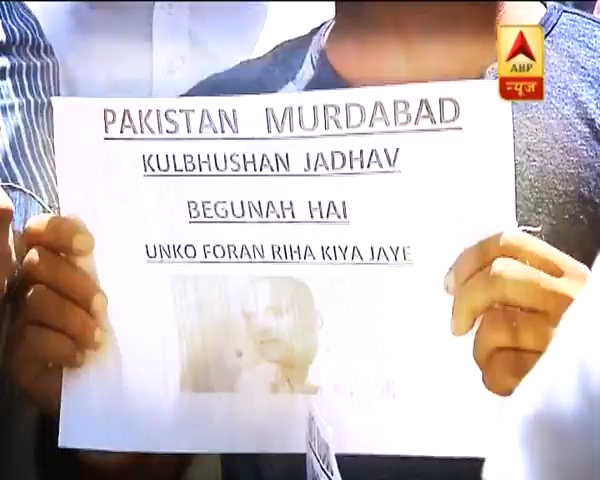 ABP
न्यूज़
PAKISTAN MURDABAD
KULBHUSHAN JADHAV
BEGUNAH HAI
UNKO FORAN RIHA KIYA JAYE